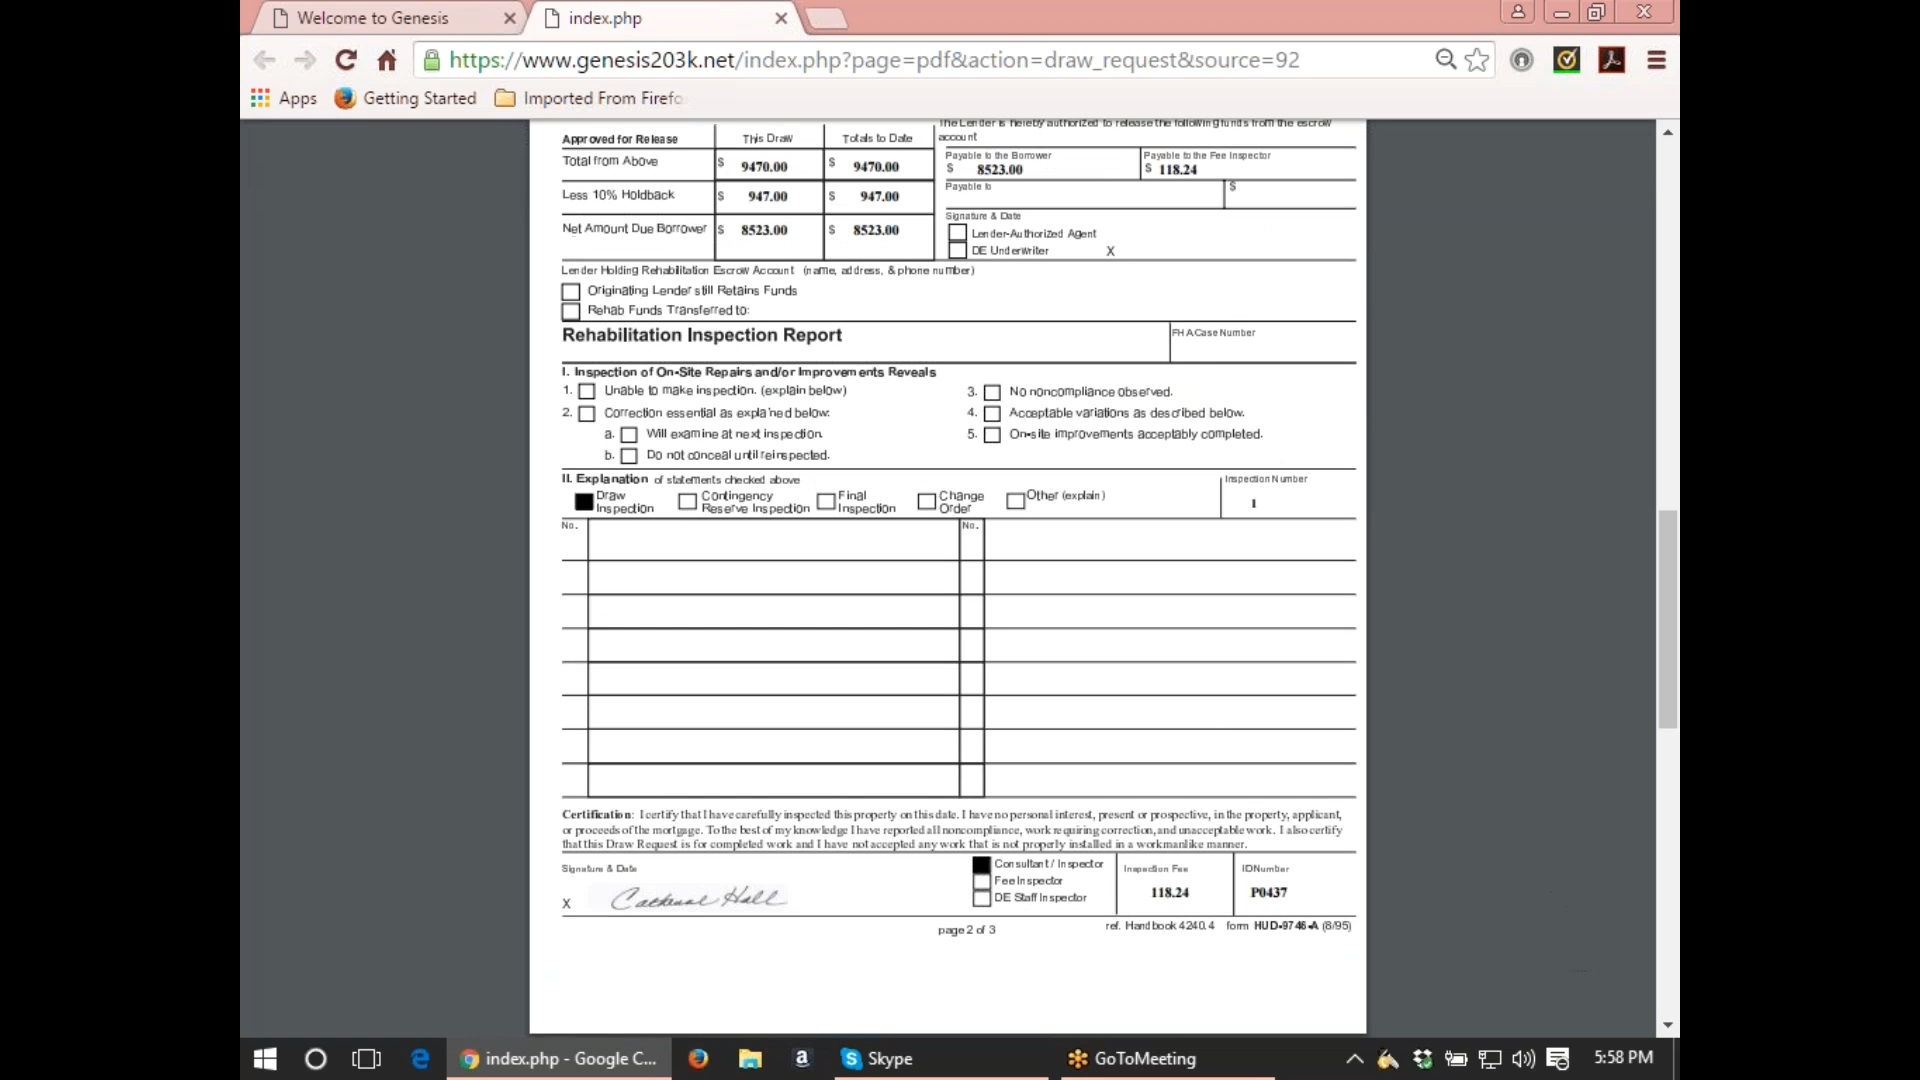 Welcome to Genesis
index.php
https://www.genesis203k.net/index.php?page=pdf&action=draw_request&source=92
Apps
Getting Started
Imported From Firefo
The Lender is hereby authorized to release the following funds from the escrow
account
Approved for Release
This Draw
Totals to Date
Payable to the Borrower
Payable to the Fee Inspector
Total from Above
$ 9470.00
$ 9470.00
$ 8523.00
$ 118.24
Payable to
$
Less 10% Holdback
$ 947.00
$ 947.00
Signature & Date
Net Amount Due Borrower
$ 8523.00
$ 8523.00
Lender-Authorized Agent
DE Underwriter X
Lender Holding Rehabilitation Escrow Account (name, address, & phone number)
Originating Lender still Retains Funds
Rehab Funds Transferred to:
Rehabilitation Inspection Report
FHA Case Number
I. Inspection of On-Site Repairs and/or Improvements Reveals
1. Unable to make inspection. (explain below)
3. No noncompliance observed.
2. Correction essential as explained below:
4. Acceptable variations as described below.
a. Will examine at next inspection.
5. On-site improvements acceptably completed.
b. Do not conceal until reinspected.
II. Explanation of statements checked above
Inspection Number
Draw
Inspection
Contingency
Reserve Inspection
Final
Inspection
Change
Order
Other (explain)
1
No.
No.
Certification: I certify that I have carefully inspected this property on this date. I have no personal interest, present or prospective, in the property, applicant,
or proceeds of the mortgage. To the best of my knowledge I have reported all noncompliance, work requiring correction, and unacceptable work. I also certify
that this Draw Request is for completed work and I have not accepted any work that is not properly installed in a workmanlike manner.
Signature & Date
Consultant / Inspector
Inspection Fee
ID Number
Fee Inspector
118.24
P0437
X
Hall
DE Staff Inspector
page 2 of 3
ref. Handbook 4240.4 form HUD-9746-A (8/95)
index.php - Google C...
Skype
GoToMeeting
5:58 PM